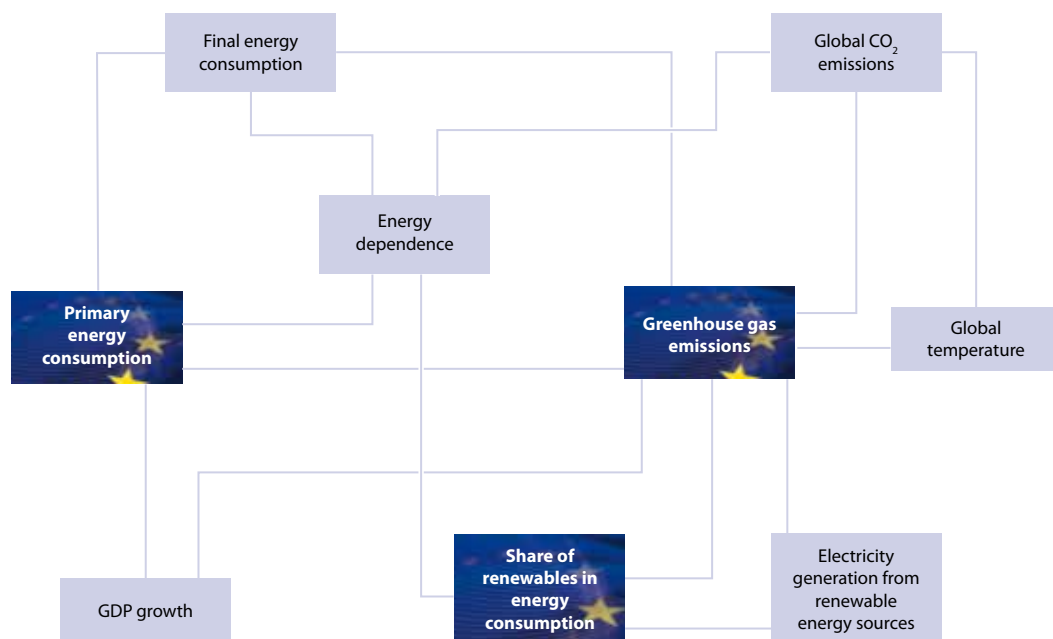 Final energy
consumption
Global CO₂
emissions
Energy
dependence
Primary
energy
consumption
Greenhouse gas
emissions
Global
temperature
GDP growth
Share of
renewables in
energy
consumption
Electricity
generation from
renewable
energy sources